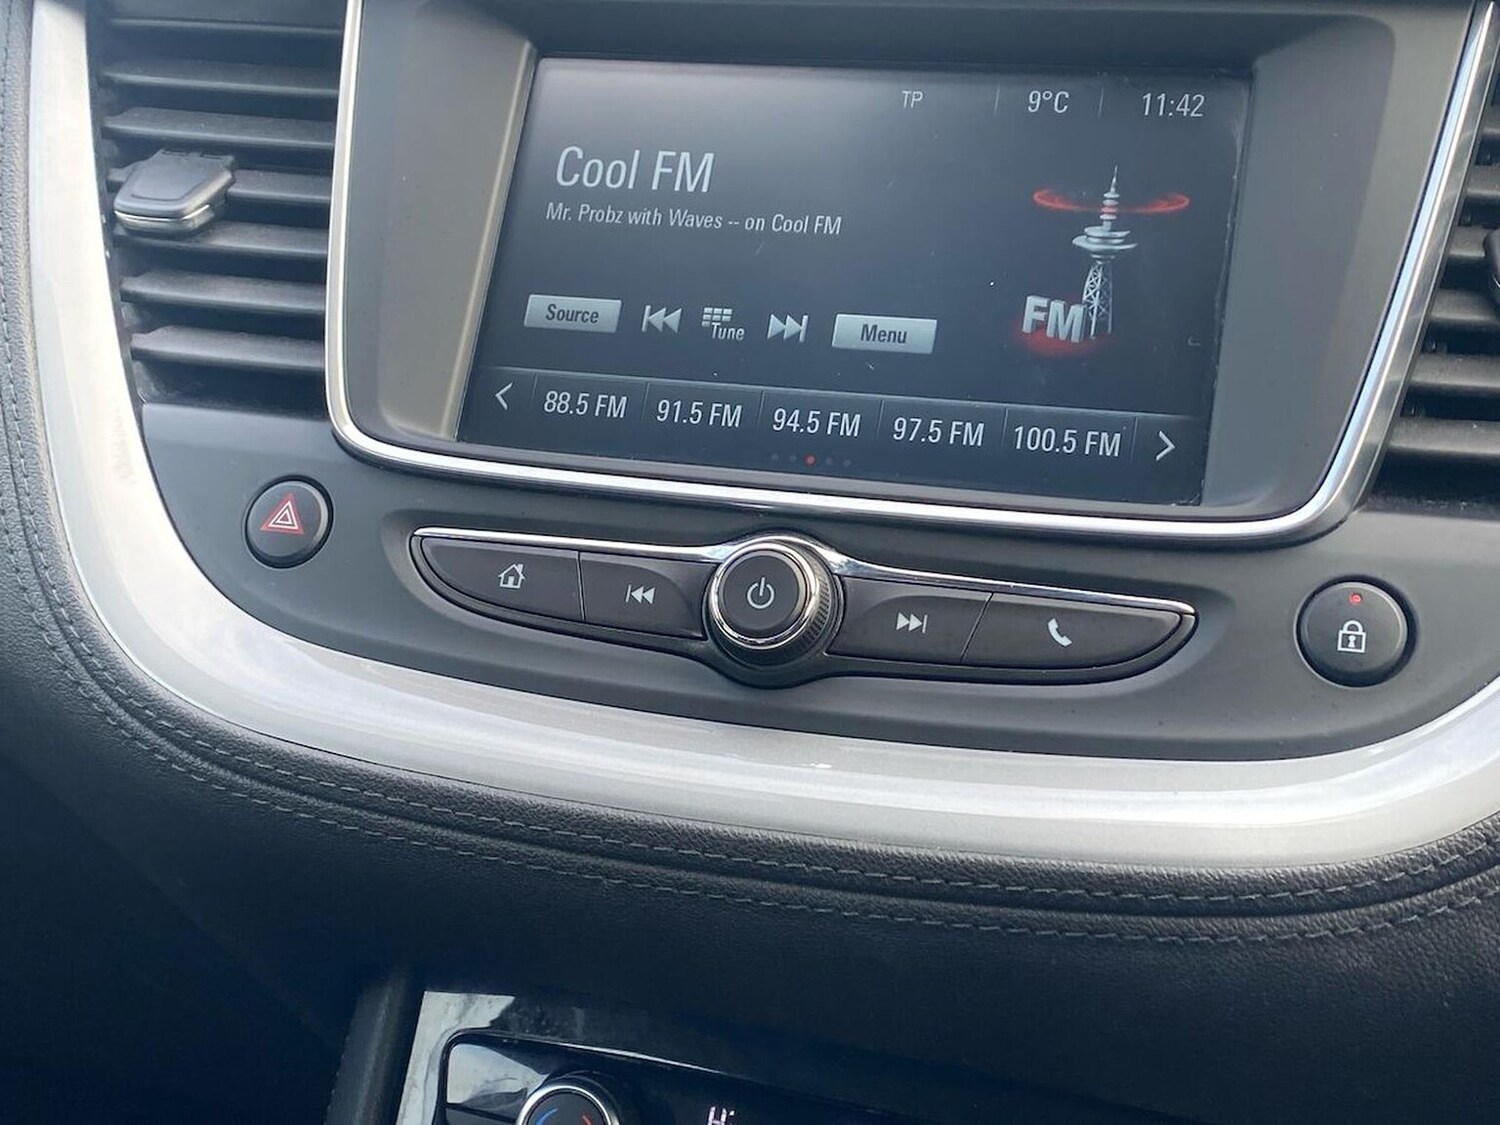 TP 9°C 11:42
Cool FM
Mr. Probz with Waves -- on Cool FM
FM
Source Tune Menu
88.5 FM 91.5 FM 94.5 FM 97.5 FM 100.5 FM